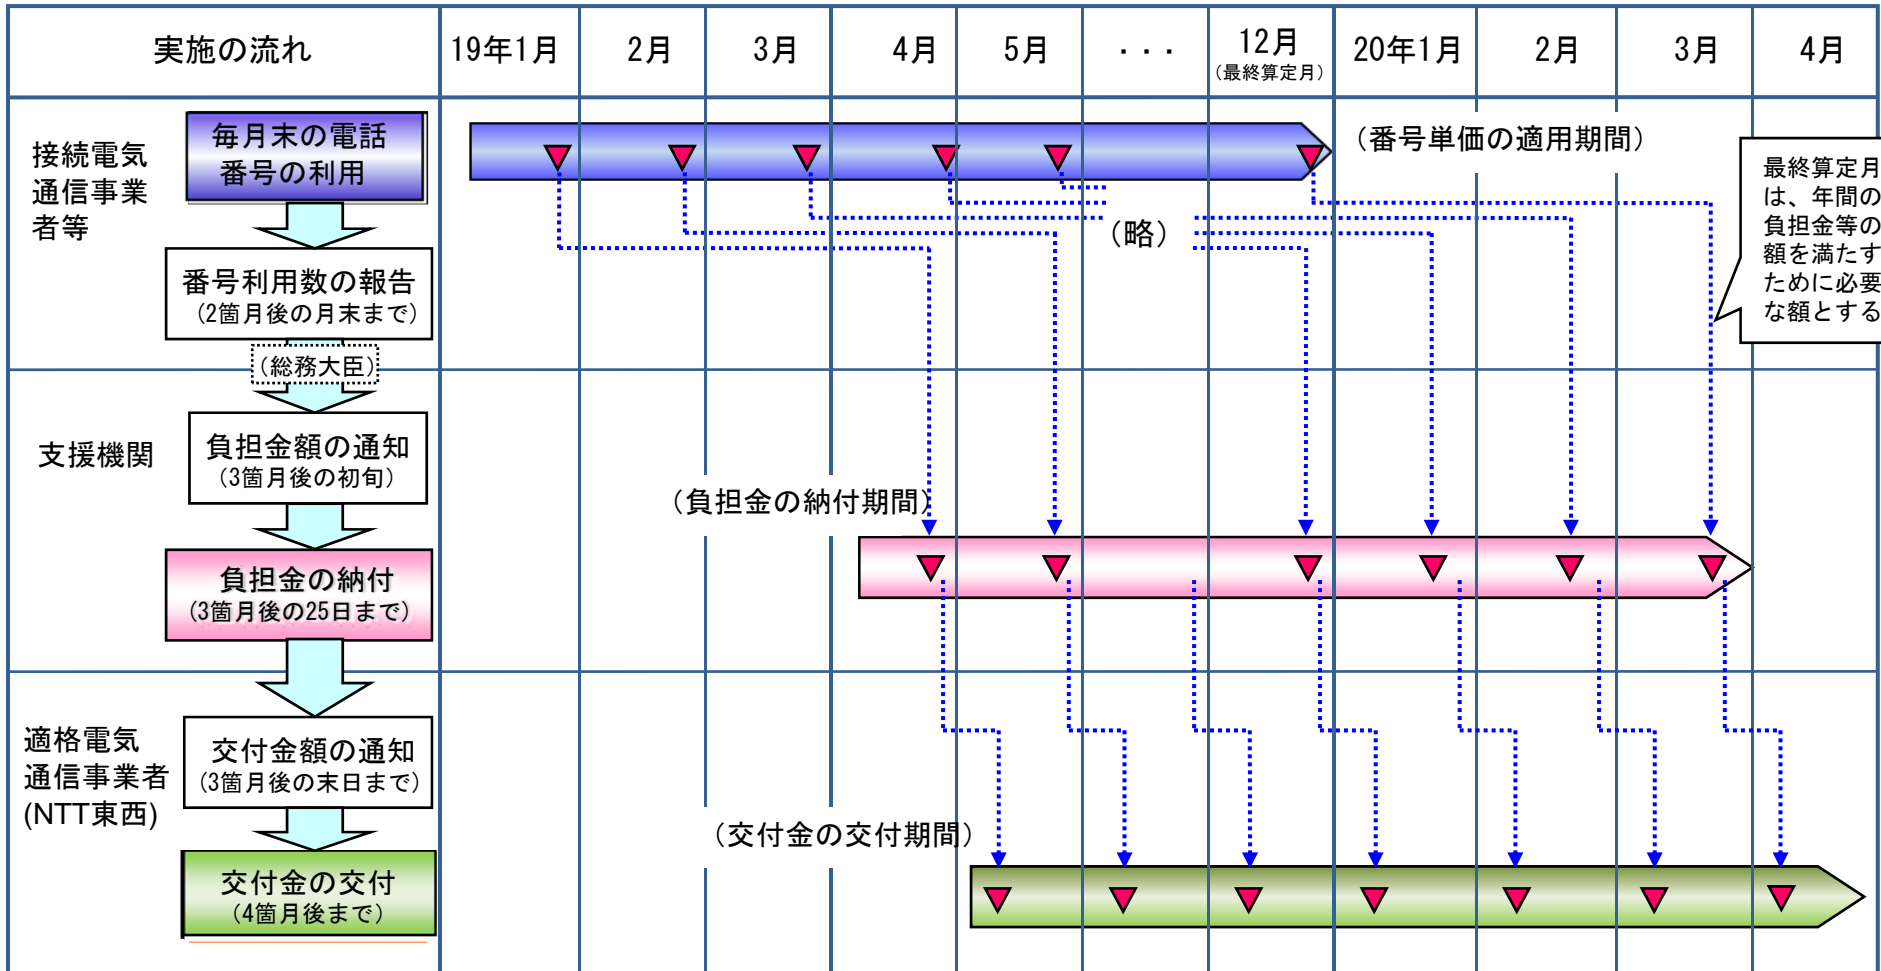 実施の流れ 19年1月 2月 3月 4月 5月 ・・・ 12月 20年1月 2月 3月 4月
（最終算定月）
接続電気
通信事業
者等
毎月末の電話
番号の利用
（番号単価の適用期間）
最終算定月
は、年間の
負担金等の
額を満たす
ために必要
な額とする
（略）
番号利用数の報告
（2箇月後の月末まで）
（総務大臣）
支援機関
負担金額の通知
（3箇月後の初旬）
（負担金の納付期間）
負担金の納付
（3箇月後の25日まで）
適格電気
通信事業者
(NTT東西)
交付金額の通知
（3箇月後の末日まで）
（交付金の交付期間）
交付金の交付
（4箇月後まで）